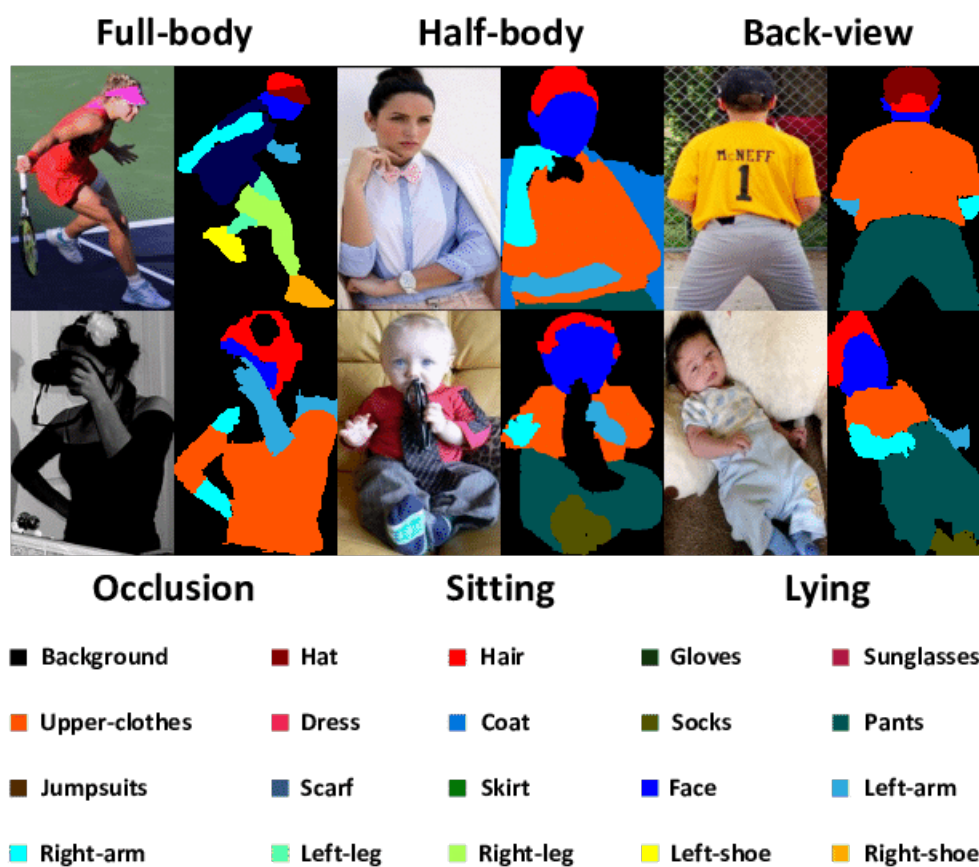 Full-body Half-body Back-view
McNEFF
1
Occlusion Sitting Lying
Background Hat Hair Gloves Sunglasses
Upper-clothes Dress Coat Socks Pants
Jumpsuits Scarf Skirt Face Left-arm
Right-arm Left-leg Right-leg Left-shoe Right-shoe